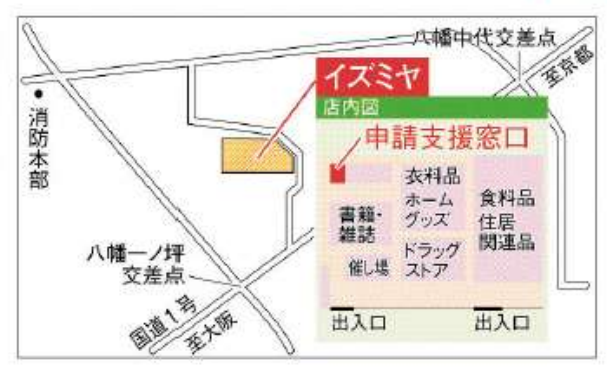 八幡中代交差点
至京都
イズミヤ
店内図
申請支援窓口
消防本部
衣料品
ホーム
グッズ
食料品
住居
関連品
書籍・
雑誌
ドラッグ
ストア
催し場
八幡一ノ坪
交差点
国道1号
至大阪
出入口
出入口